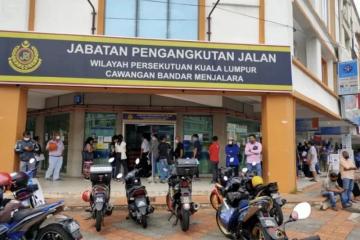 JABATAN PENGANGKUTAN JALAN
WILAYAH PERSEKUTUAN KUALA LUMPUR
CAWANGAN BANDAR MENJALARA